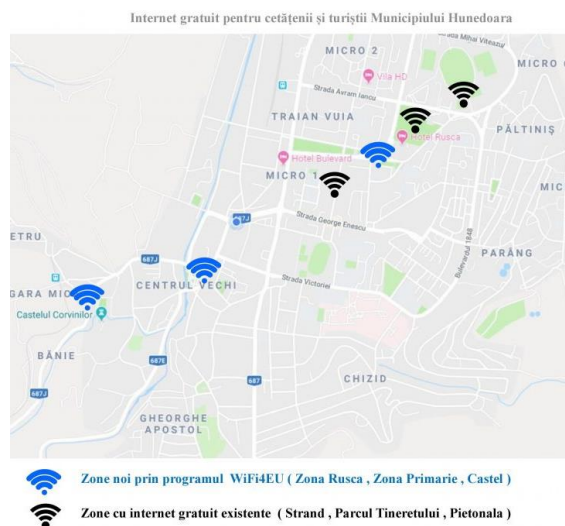 Internet gratuit pentru cetățenii și turiștii Municipiului Hunedoara
Strada Mihai Viteazul
MICRO 2
MICRO
Vila HD
Strada Avram Iancu
TRAIAN VUIA
PĂLTINIȘ
Hotel Rusca
Hotel Bulevard
MICRO 1
MIC
687J
Strada George Enescu
Bulevardul 1848
ETRU
PARÂNG
687J
CENTRUL VECHI
Strada Victoriei
GARA MIC
Castelul Corvinilor
BĂNIE
687E
687J
687
CHIZID
GHEORGHE
APOSTOL
Zone noi prin programul WiFi4EU ( Zona Rusca , Zona Primarie , Castel )
Zone cu internet gratuit existente ( Strand , Parcul Tineretului , Pietonala )